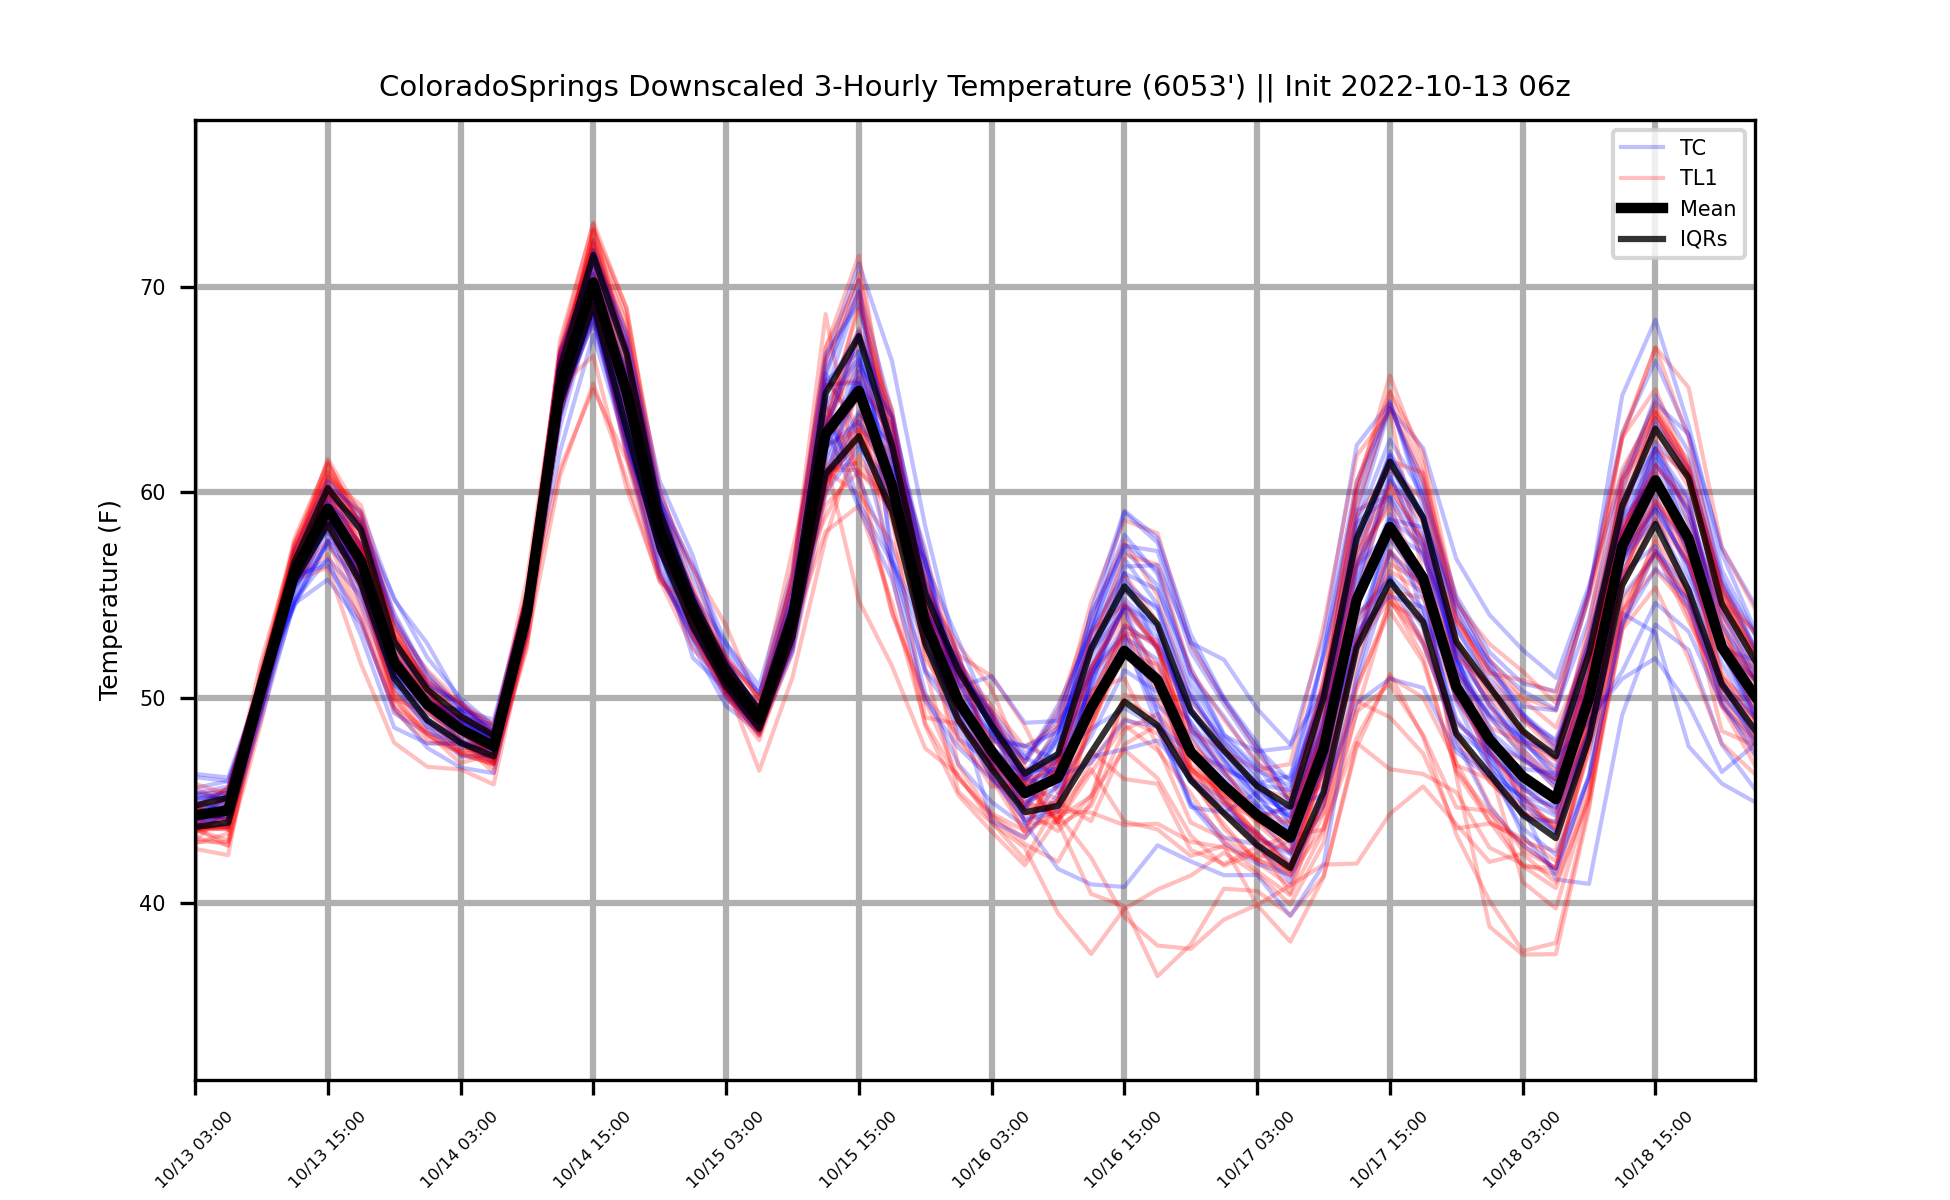 ColoradoSprings Downscaled 3-Hourly Temperature (6053') || Init 2022-10-13 06z
TC
TL1
Mean
IQRs
Temperature (F)
70
60
50
40
10/13 03:00
10/13 15:00
10/14 03:00
10/14 15:00
10/15 03:00
10/15 15:00
10/16 03:00
10/16 15:00
10/17 03:00
10/17 15:00
10/18 03:00
10/18 15:00